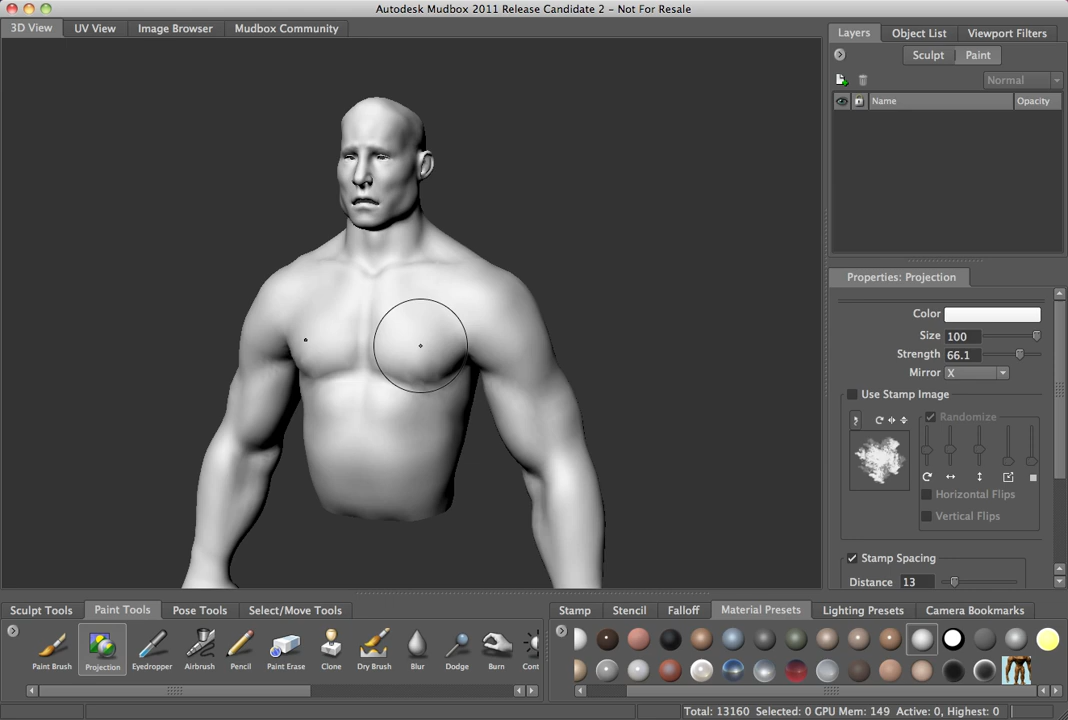 Autodesk Mudbox 2011 Release Candidate 2 - Not For Resale
3D View UV View Image Browser Mudbox Community
Layers Object List Viewport Filters
Sculpt Paint
Normal
Name Opacity
Properties: Projection
Color
Size 100
Strength 66.1
Mirror X
Use Stamp Image
Randomize
Horizontal Flips
Vertical Flips
Stamp Spacing
Distance 13
Sculpt Tools Paint Tools Pose Tools Select/Move Tools
Stamp Stencil Falloff Material Presets Lighting Presets Camera Bookmarks
Paint Brush Projection Eyedropper Airbrush Pencil Paint Erase Clone Dry Brush Blur Dodge Burn Cont
Total: 13160 Selected: 0 GPU Mem: 149 Active: 0, Highest: 0